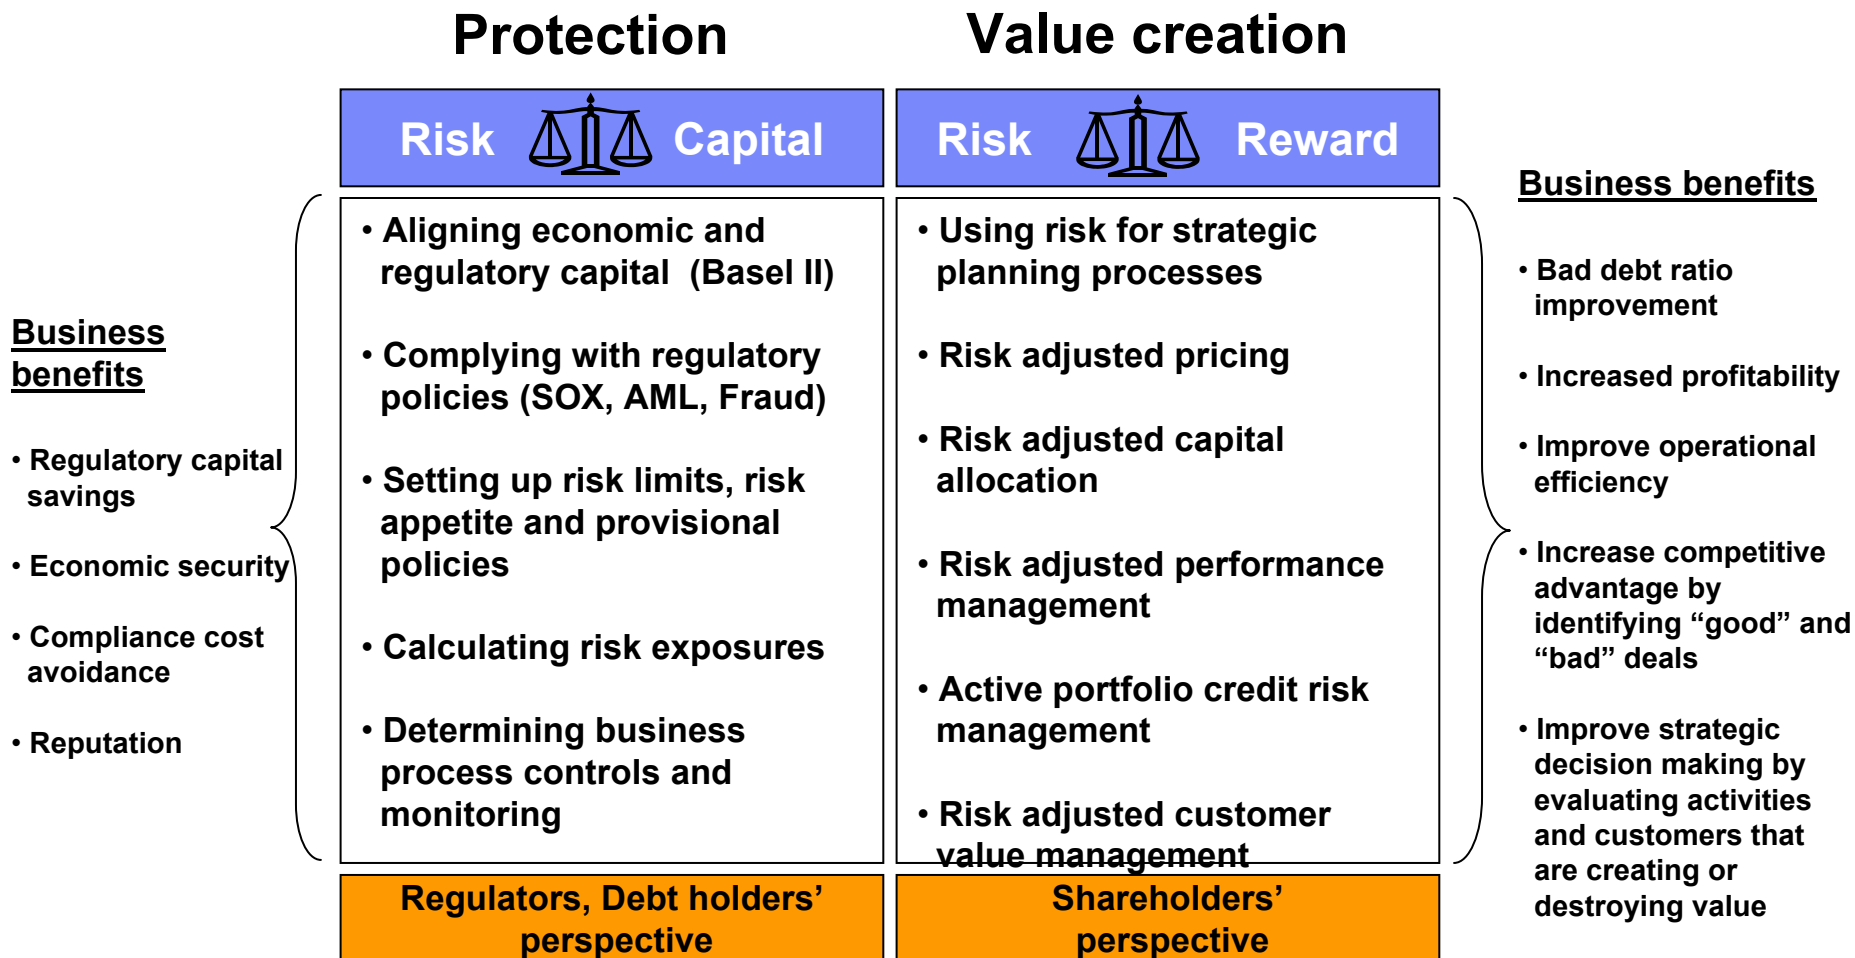 Protection
Value creation
Risk Capital
Risk Reward
Business
benefits
• Regulatory capital
savings
• Economic security
• Compliance cost
avoidance
• Reputation
• Aligning economic and
regulatory capital (Basel II)
• Complying with regulatory
policies (SOX, AML, Fraud)
• Setting up risk limits, risk
appetite and provisional
policies
• Calculating risk exposures
• Determining business
process controls and
monitoring
Regulators, Debt holders’
perspective
• Using risk for strategic
planning processes
• Risk adjusted pricing
• Risk adjusted capital
allocation
• Risk adjusted performance
management
• Active portfolio credit risk
management
• Risk adjusted customer
value management
Shareholders’
perspective
Business benefits
• Bad debt ratio
improvement
• Increased profitability
• Improve operational
efficiency
• Increase competitive
advantage by
identifying “good” and
“bad” deals
• Improve strategic
decision making by
evaluating activities
and customers that
are creating or
destroying value